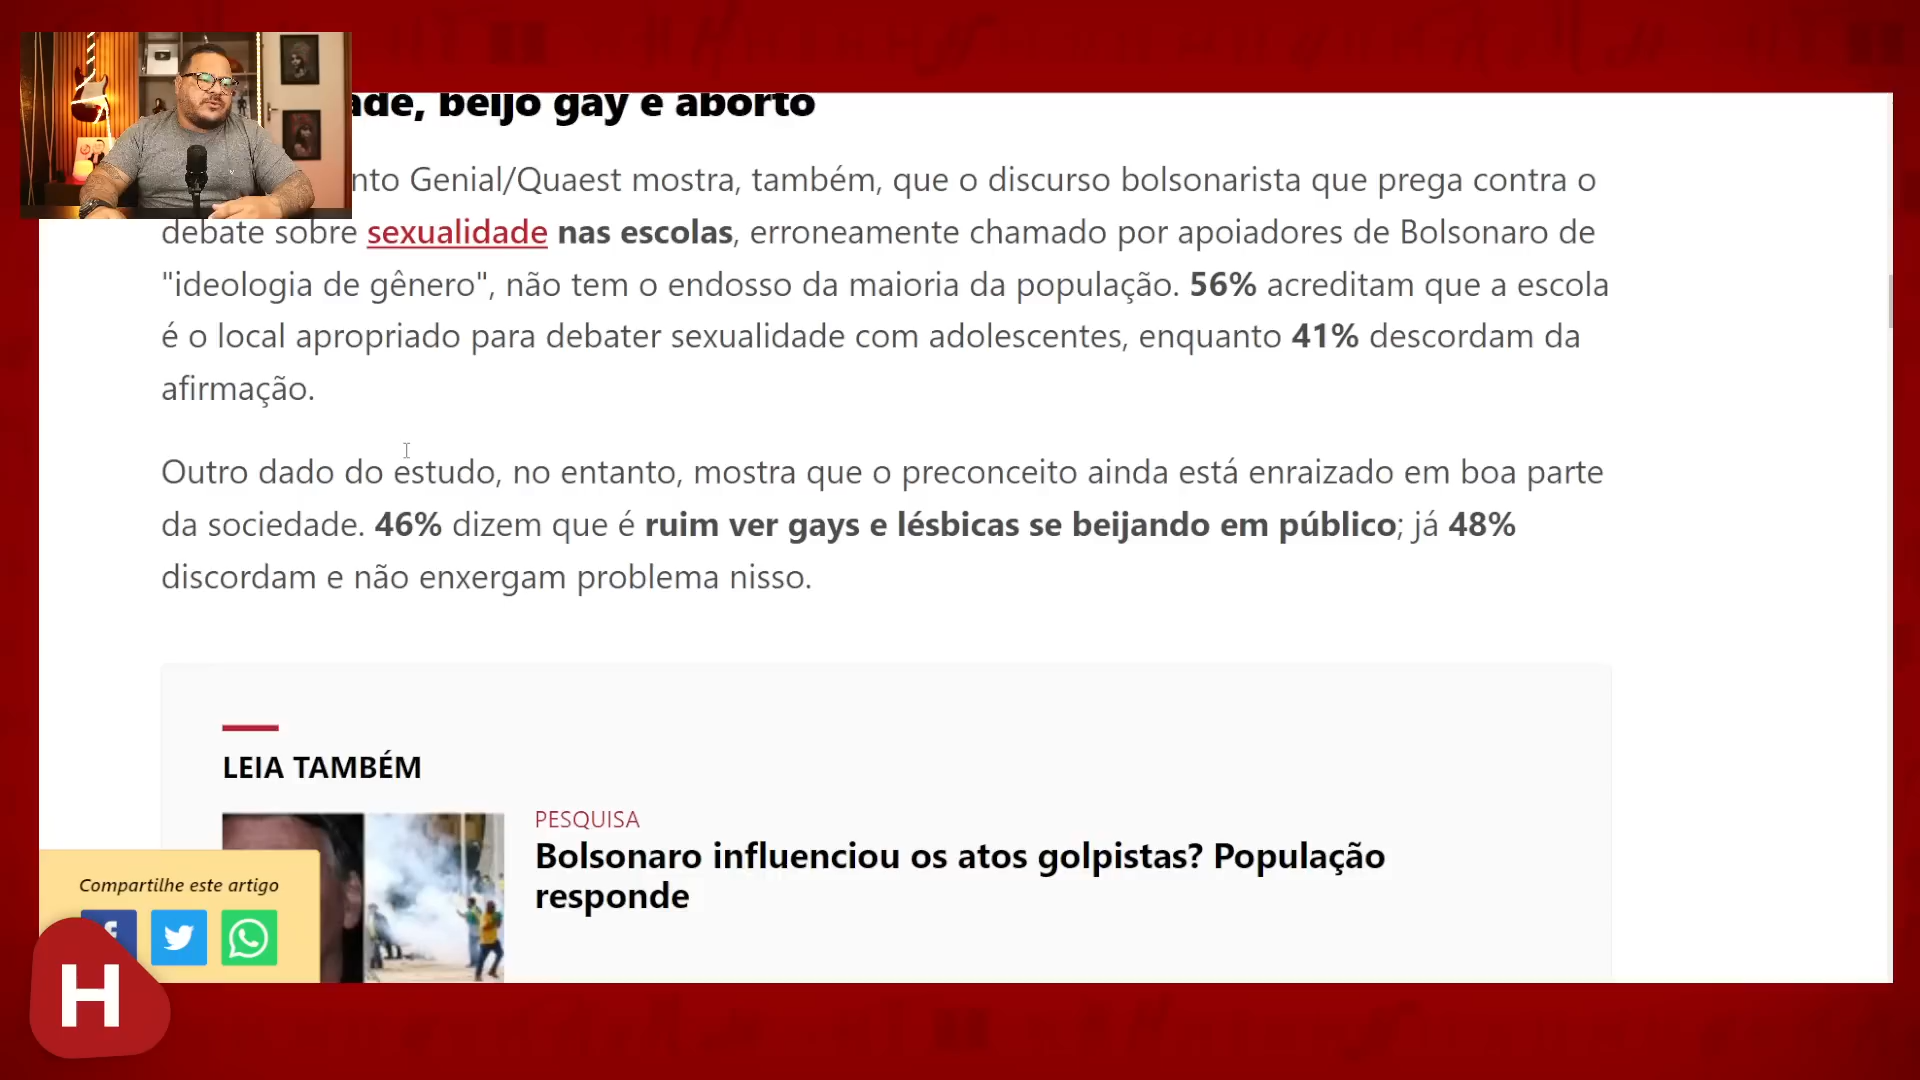 ade, beijo gay e aborto
nto Genial/Quaest mostra, também, que o discurso bolsonarista que prega contra o
debate sobre sexualidade nas escolas, erroneamente chamado por apoiadores de Bolsonaro de
"ideologia de gênero", não tem o endosso da maioria da população. 56% acreditam que a escola
é o local apropriado para debater sexualidade com adolescentes, enquanto 41% descordam da
afirmação.
Outro dado do estudo, no entanto, mostra que o preconceito ainda está enraizado em boa parte
da sociedade. 46% dizem que é ruim ver gays e lésbicas se beijando em público; já 48%
discordam e não enxergam problema nisso.
LEIA TAMBÉM
PESQUISA
Bolsonaro influenciou os atos golpistas? População
responde
Compartilhe este artigo
H